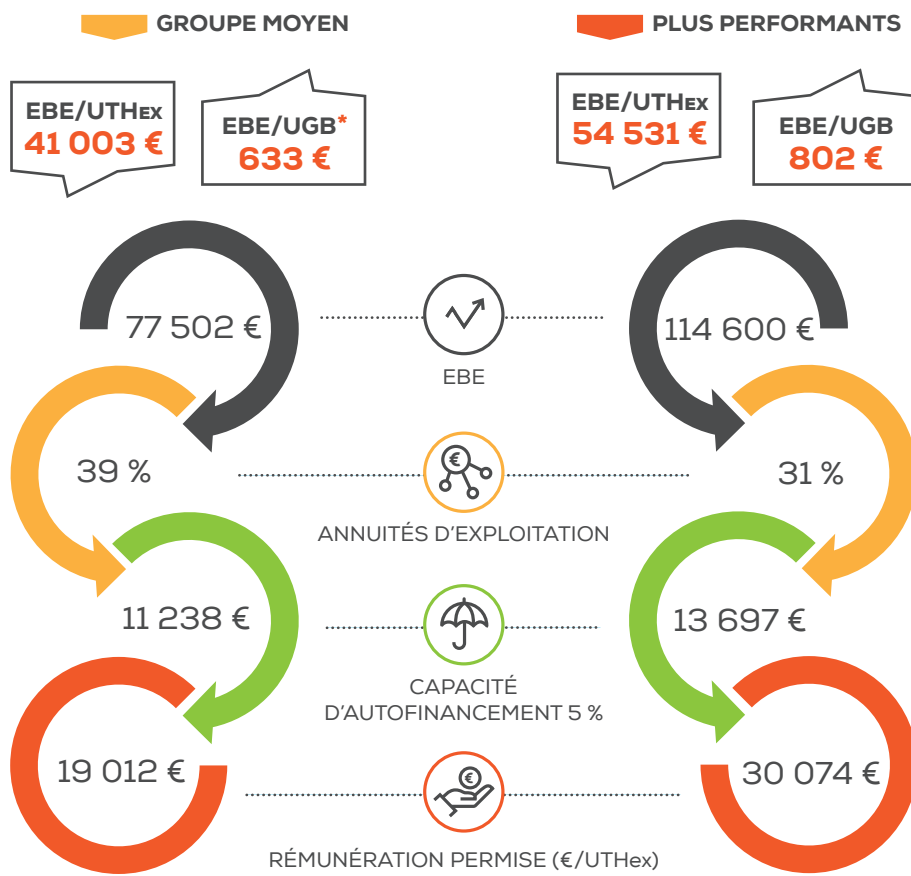 GROUPE MOYEN
PLUS PERFORMANTS
EBE/UTHEx
41 003 €
EBE/UGB*
633 €
EBE/UTHEx
54 531 €
EBE/UGB
802 €
77 502 €
114 600 €
EBE
39 %
31 %
€
ANNUITÉS D'EXPLOITATION
11 238 €
13 697 €
CAPACITÉ
D'AUTOFINANCEMENT 5 %
19 012 €
€
30 074 €
RÉMUNÉRATION PERMISE (€/UTHex)